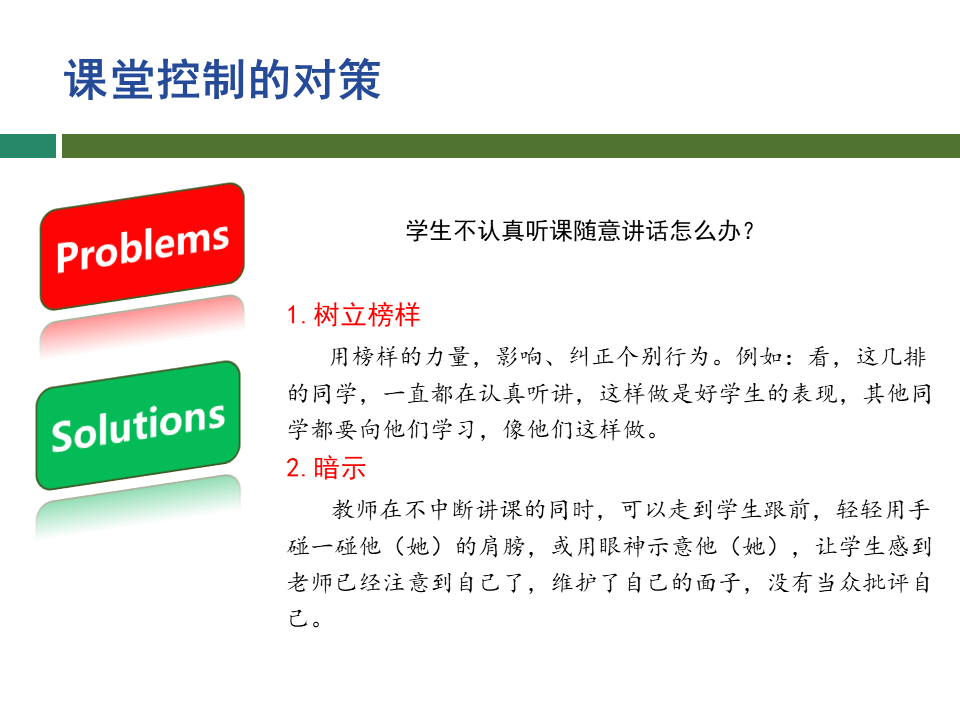 课堂控制的对策
Problems
学生不认真听课随意讲话怎么办？
1.树立榜样
用榜样的力量，影响、纠正个别行为。例如：看，这几排
的同学，一直都在认真听讲，这样做是好学生的表现，其他同
学都要向他们学习，像他们这样做。
Solutions
2.暗示
教师在不中断讲课的同时，可以走到学生跟前，轻轻用手
碰一碰他（她）的肩膀，或用眼神示意他（她），让学生感到
老师已经注意到自己了，维护了自己的面子，没有当众批评自
己。